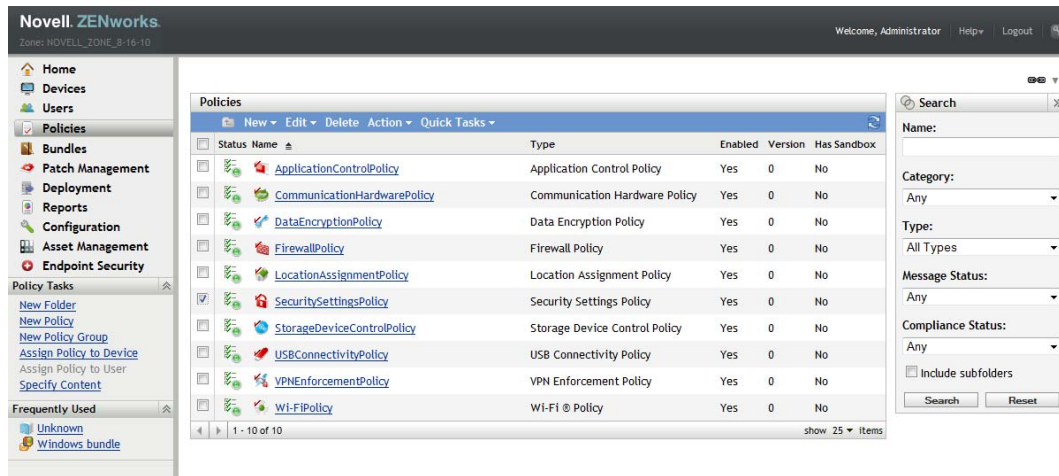 Novell. ZENworks.
Zone: NOVELL_ZONE_8-16-10
Welcome, Administrator Help Logout
Home
Devices
Users
Policies
Bundles
Patch Management
Deployment
Reports
Configuration
Asset Management
Endpoint Security
Policy Tasks
New Folder
New Policy
New Policy Group
Assign Policy to Device
Assign Policy to User
Specify Content
Frequently Used
Unknown
Windows bundle
Policies
New Edit Delete Action Quick Tasks
Status Name Type Enabled Version Has Sandbox
ApplicationControlPolicy Application Control Policy Yes 0 No
CommunicationHardwarePolicy Communication Hardware Policy Yes 0 No
DataEncryptionPolicy Data Encryption Policy Yes 0 No
FirewallPolicy Firewall Policy Yes 0 No
LocationAssignmentPolicy Location Assignment Policy Yes 0 No
SecuritySettingsPolicy Security Settings Policy Yes 0 No
StorageDeviceControlPolicy Storage Device Control Policy Yes 0 No
USBConnectivityPolicy USB Connectivity Policy Yes 0 No
VPNEnforcementPolicy VPN Enforcement Policy Yes 0 No
Wi-FiPolicy Wi-Fi ® Policy Yes 0 No
1 - 10 of 10 show 25 items
Search
Name:
Category:
Any
Type:
All Types
Message Status:
Any
Compliance Status:
Any
Include subfolders
Search Reset